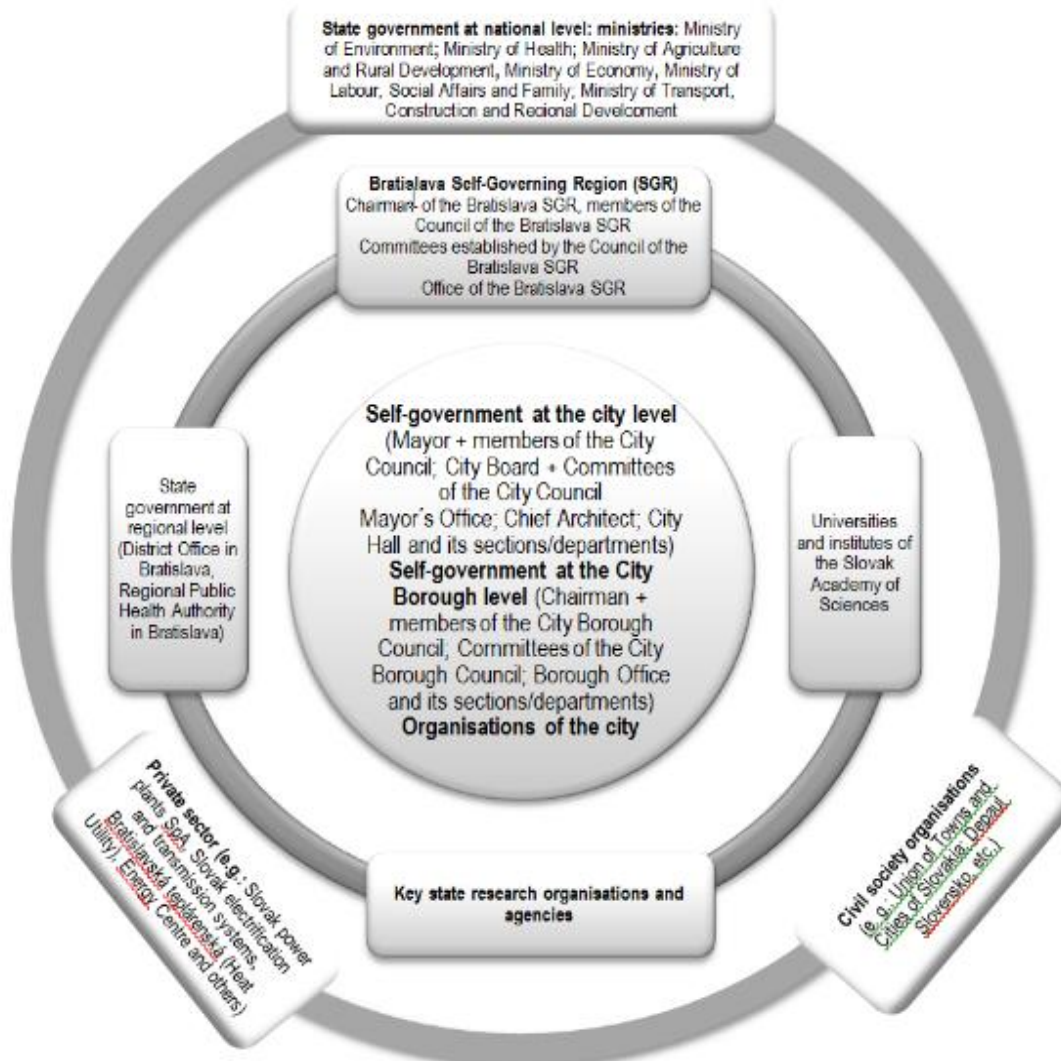 State government at national level: ministries: Ministry
of Environment; Ministry of Health; Ministry of Agriculture
and Rural Development, Ministry of Economy, Ministry of
Labour, Social Affairs and Family, Ministry of Transport,
Construction and Regional Development
Bratislava Self-Governing Region (SGR)
Chairman of the Bratislava SGR, members of the
Council of the Bratislava SGR
Committees established by the Council of the
Bratislava SGR
Office of the Bratislava SGR
Self-government at the city level
(Mayor + members of the City
Council; City Board + Committees
of the City Council
Mayor´s Office; Chief Architect; City
Hall and its sections/departments)
Self-government at the City
Borough level (Chairman +
members of the City Borough
Council; Committees of the City
Borough Council; Borough Office
and its sections/departments)
Organisations of the city
State
government at
regional level
(District Office in
Bratislava,
Regional Public
Health Authority
in Bratislava)
Universities
and institutes of
the Slovak
Academy of
Sciences
Private sector (e.g.: Slovak power
plants SpA, Slovak electrification
and transmission systems,
Bratislavská teplárenská (Heat
Utility), Energy Centre and others)
Key state research organisations and
agencies
Civil society organisations
(e.g.: Union of Towns and
Cities of Slovakia, Depaul
Slovensko, etc.)